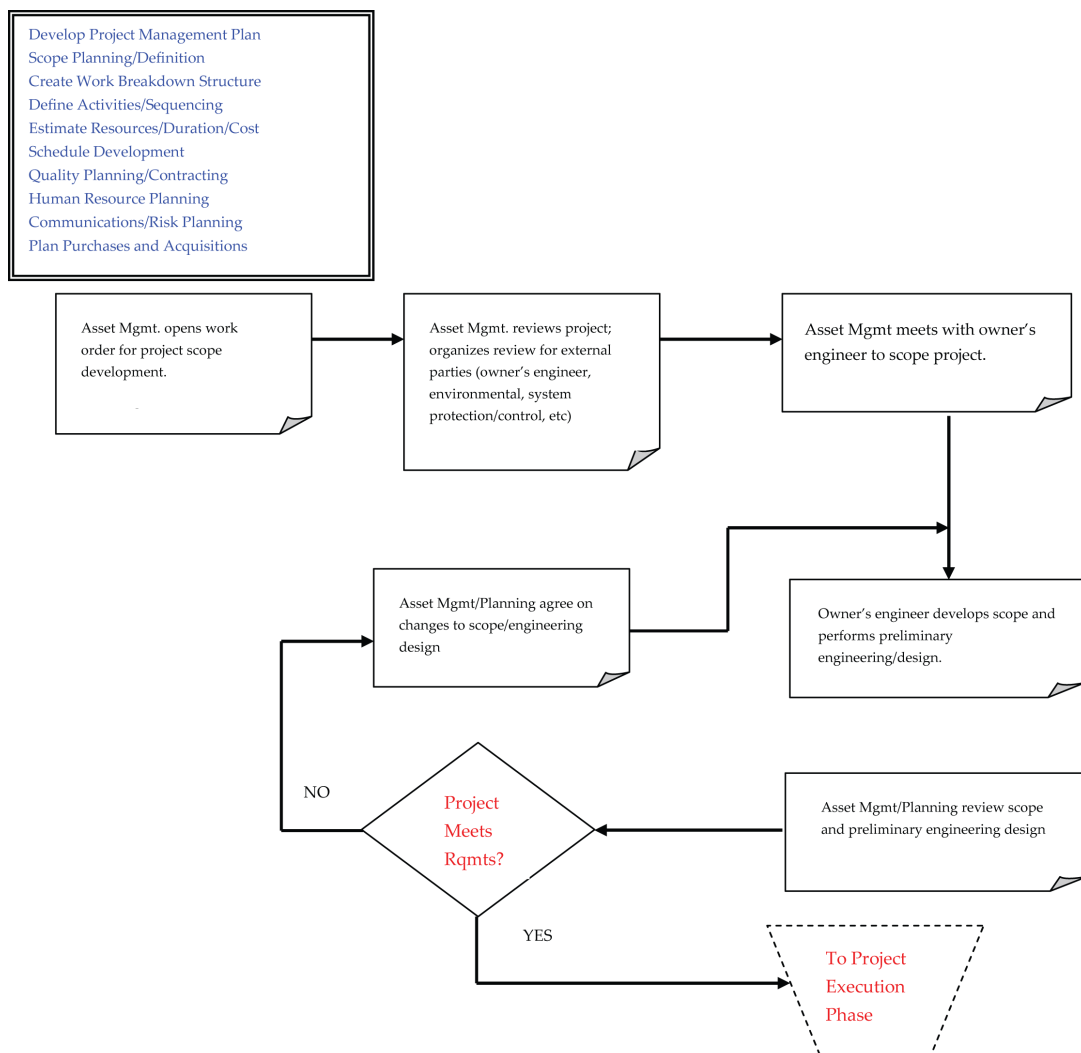 Develop Project Management Plan
Scope Planning/Definition
Create Work Breakdown Structure
Define Activities/Sequencing
Estimate Resources/Duration/Cost
Schedule Development
Quality Planning/Contracting
Human Resource Planning
Communications/Risk Planning
Plan Purchases and Acquisitions
Asset Mgmt. opens work
order for project scope
development.
Asset Mgmt. reviews project;
organizes review for external
parties (owner’s engineer,
environmental, system
protection/control, etc)
Asset Mgmt meets with owner’s
engineer to scope project.
Asset Mgmt/Planning agree on
changes to scope/engineering
design
Owner’s engineer develops scope and
performs preliminary
engineering/design.
NO
Project
Meets
Rqmts?
Asset Mgmt/Planning review scope
and preliminary engineering design
YES
To Project
Execution
Phase